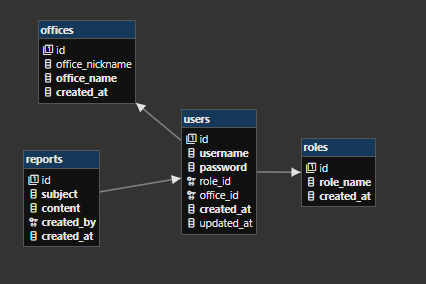 offices
id
office_nickname
office_name
created_at
users
id
username
password
role_id
office_id
created_at
updated_at
roles
id
role_name
created_at
reports
id
subject
content
created_by
created_at